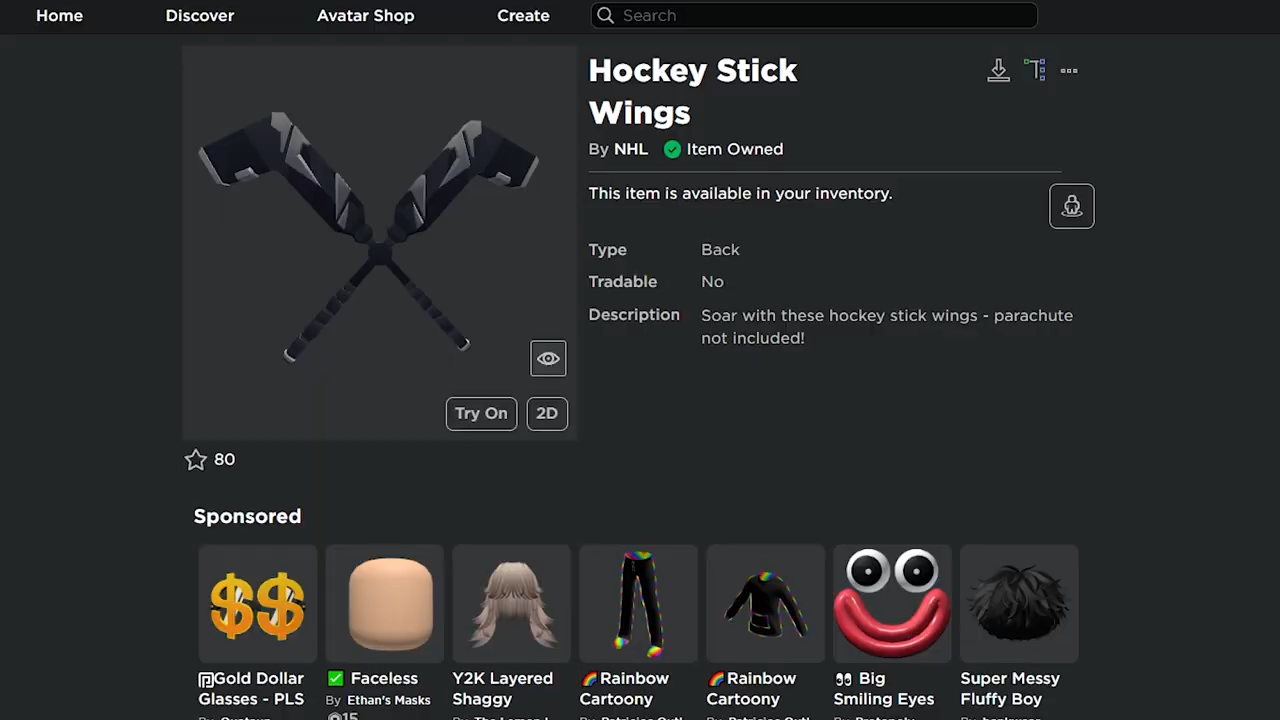 Home Discover Avatar Shop Create Search
Hockey Stick
Wings
By NHL Item Owned
This item is available in your inventory.
Type Back
Tradable No
Description Soar with these hockey stick wings - parachute
not included!
Try On 2D
80
Sponsored
Gold Dollar
Glasses - PLS
Faceless
By Ethan's Masks
15
Y2K Layered
Shaggy
Rainbow
Cartoony
Rainbow
Cartoony
Big
Smiling Eyes
Super Messy
Fluffy Boy